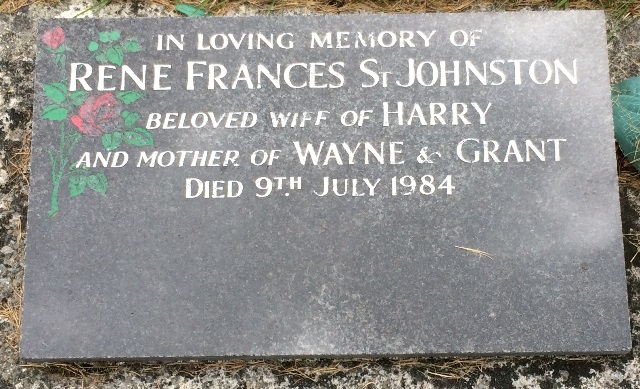 IN LOVING MEMORY OF
RENE FRANCES ST JOHNSTON
BELOVED WIFE OF HARRY
AND MOTHER OF WAYNE & GRANT
DIED 9TH. JULY 1984